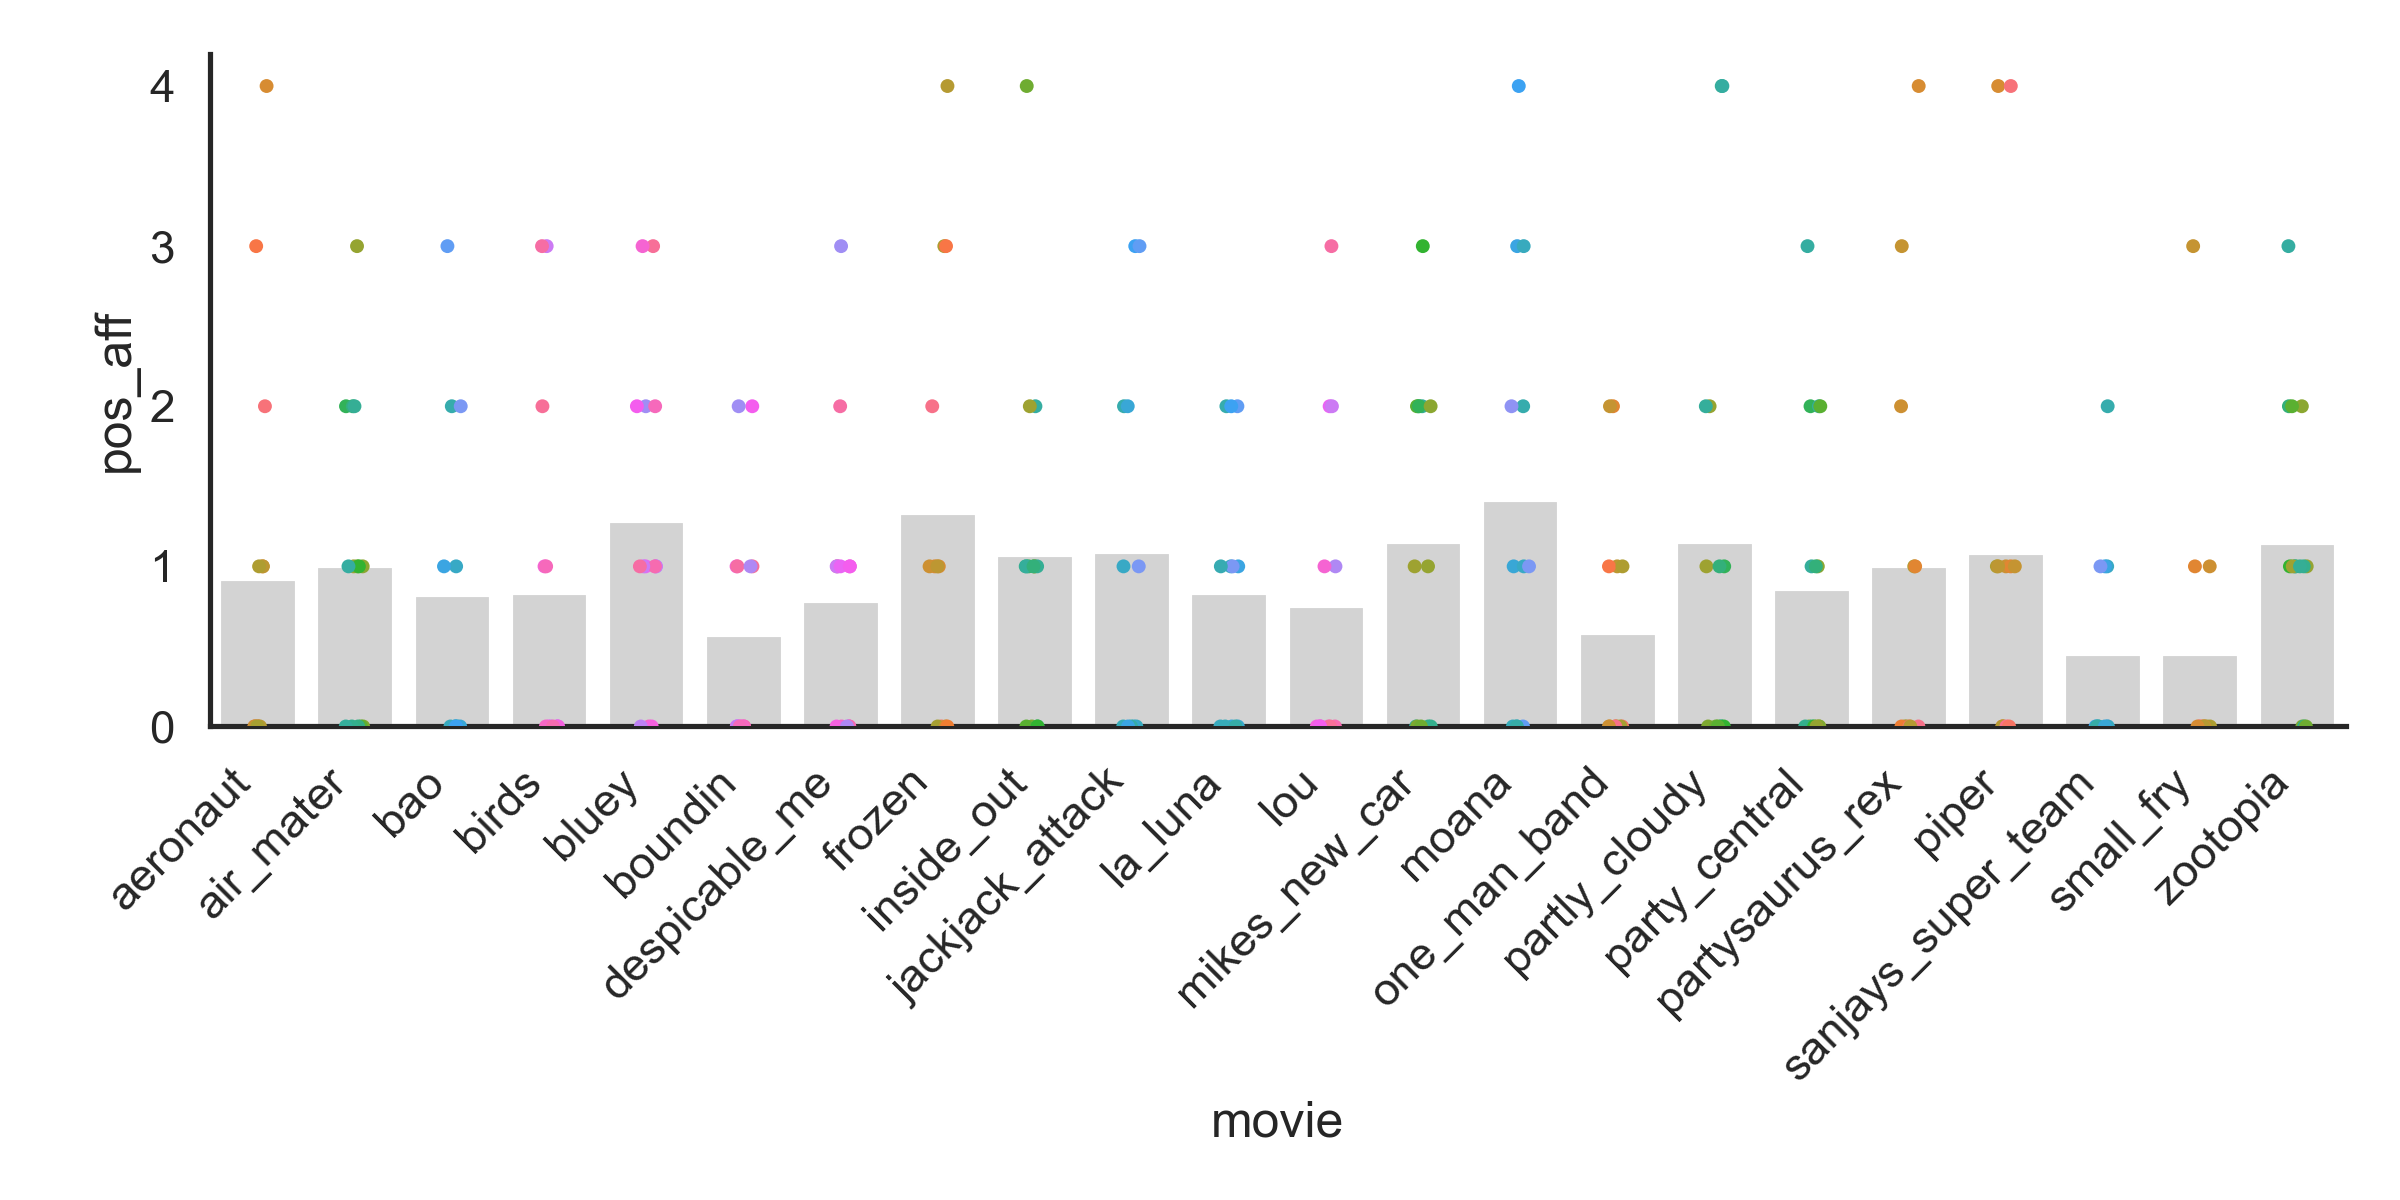 4
3
2
1
0
pos_aff
aeronaut
air_mater
bao
birds
bluey
boundin
despicable_me
frozen
inside_out
jackjack_attack
la_luna
lou
mikes_new_car
moana
one_man_band
partly_cloudy
party_central
partysaurus_rex
piper
sanjays_super_team
small_fry
zootopia
movie